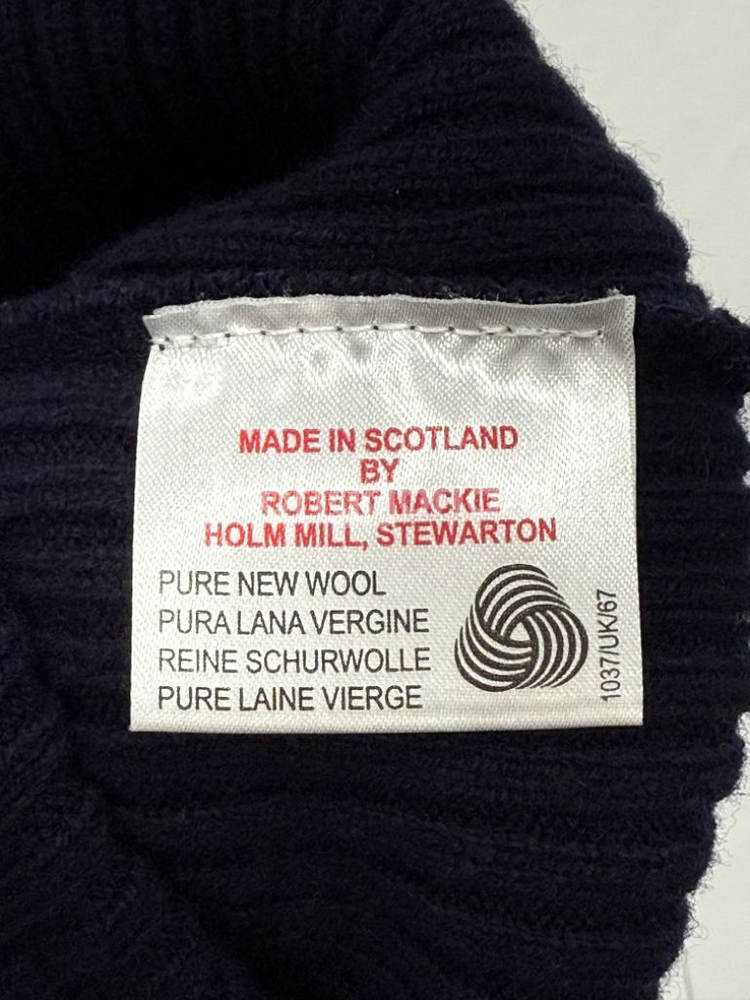 MADE IN SCOTLAND
BY
ROBERT MACKIE
HOLM MILL, STEWARTON
PURE NEW WOOL
PURA LANA VERGINE
REINE SCHURWOLLE
PURE LAINE VIERGE
1037/UK/67